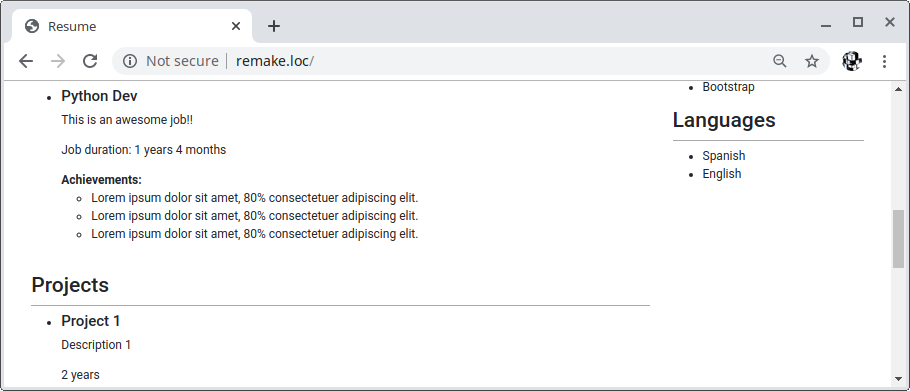 Resume
Not secure | remake.loc/
Python Dev
This is an awesome job!!
Job duration: 1 years 4 months
Achievements:
Lorem ipsum dolor sit amet, 80% consectetuer adipiscing elit.
Lorem ipsum dolor sit amet, 80% consectetuer adipiscing elit.
Lorem ipsum dolor sit amet, 80% consectetuer adipiscing elit.
Projects
Project 1
Description 1
2 years
Bootstrap
Languages
Spanish
English